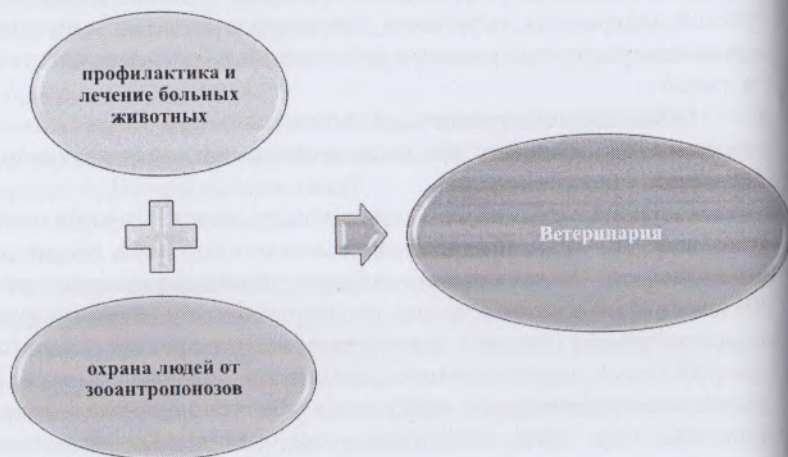 профилактика и
лечение больных
животных
Ветеринария
охрана людей от
зооантропонозов